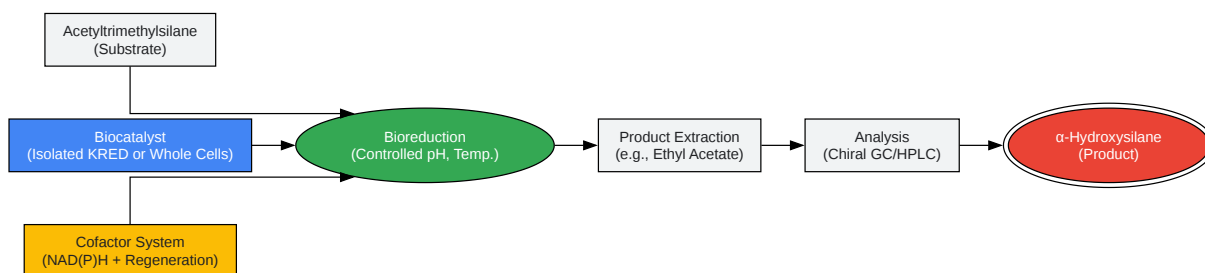 Acetyltrimethylsilane
(Substrate)
Biocatalyst
(Isolated KRED or Whole Cells)
Cofactor System
(NAD(P)H + Regeneration)
Bioreduction
(Controlled pH, Temp.)
Product Extraction
(e.g., Ethyl Acetate)
Analysis
(Chiral GC/HPLC)
α-Hydroxysilane
(Product)